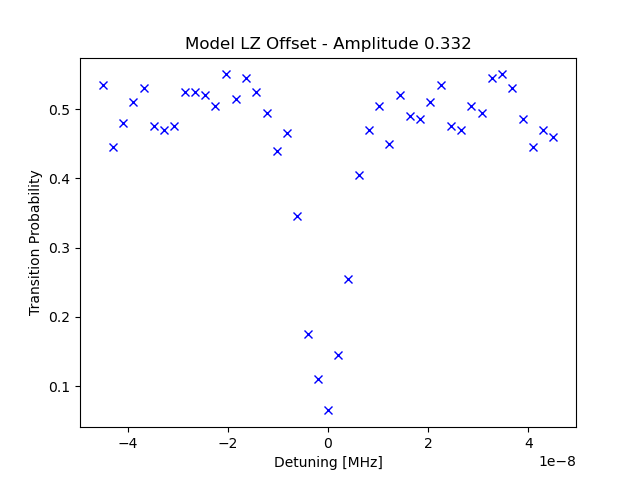 Model LZ Offset - Amplitude 0.332
Transition Probability
0.5
0.4
0.3
0.2
0.1
−4
−2
0
2
4
1e−8
Detuning [MHz]